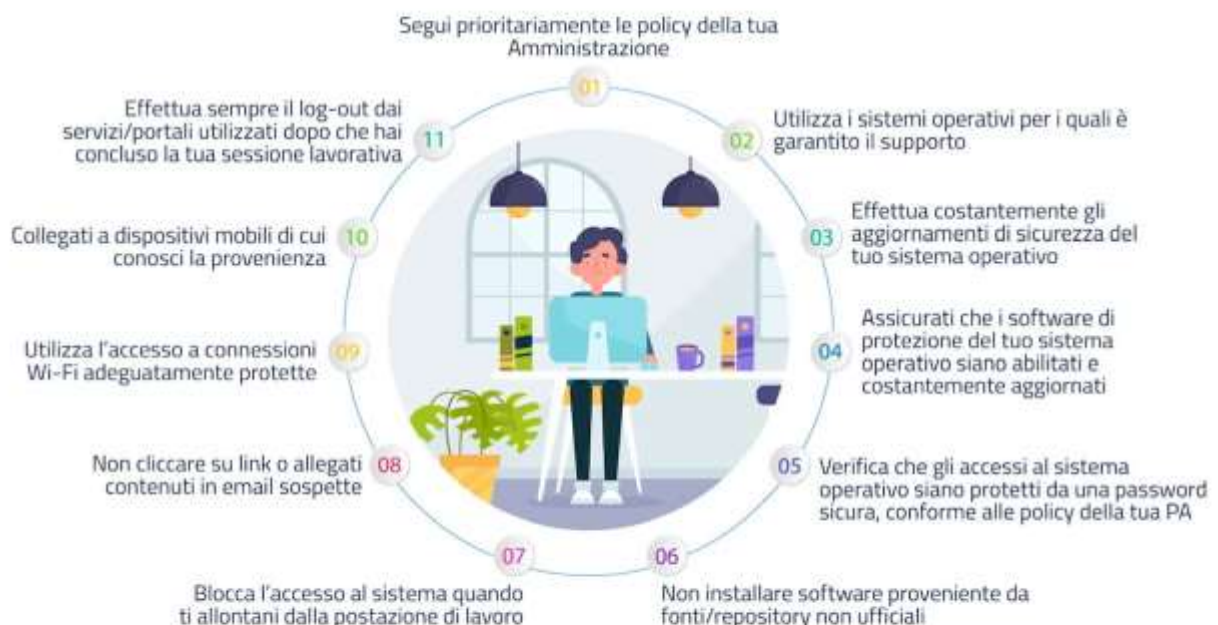 Segui prioritariamente le policy della tua
Amministrazione
01
Utilizza i sistemi operativi per i quali è
garantito il supporto
02
Effettua costantemente gli
aggiornamenti di sicurezza del
tuo sistema operativo
03
Assicurati che i software di
protezione del tuo sistema
operativo siano abilitati e
costantemente aggiornati
04
Verifica che gli accessi al sistema
operativo siano protetti da una password
sicura, conforme alle policy della tua PA
05
Non installare software proveniente da
fonti/repository non ufficiali
06
Blocca l'accesso al sistema quando
ti allontani dalla postazione di lavoro
07
Non cliccare su link o allegati
contenuti in email sospette
08
Utilizza l'accesso a connessioni
Wi-Fi adeguatamente protette
09
Collegati a dispositivi mobili di cui
conosci la provenienza
10
Effettua sempre il log-out dai
servizi/portali utilizzati dopo che hai
concluso la tua sessione lavorativa
11